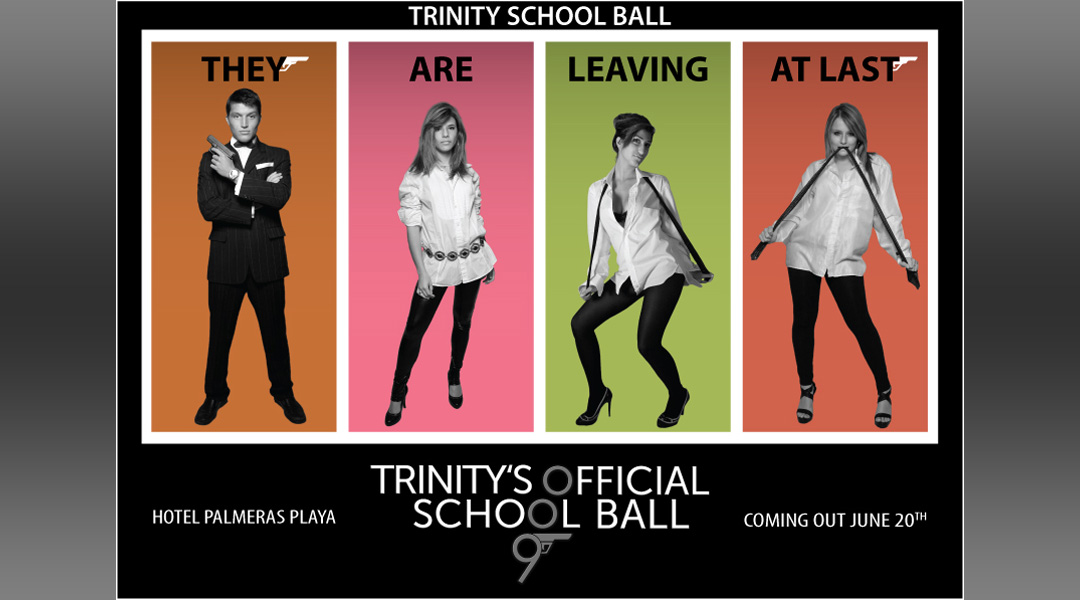 TRINITY SCHOOL BALL
THEY ARE LEAVING AT LAST
TRINITY‘S OFFICIAL
SCHOOL BALL
9
HOTEL PALMERAS PLAYA
COMING OUT JUNE 20TH